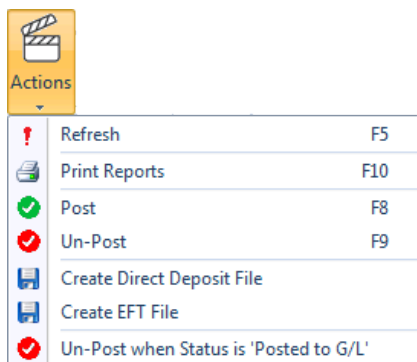 Actions
Refresh F5
Print Reports F10
Post F8
Un-Post F9
Create Direct Deposit File
Create EFT File
Un-Post when Status is 'Posted to G/L'